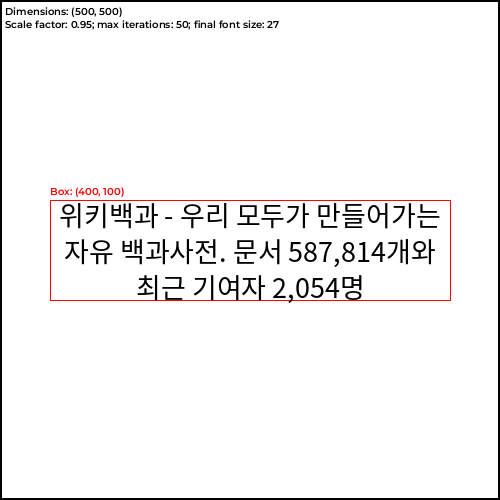 Dimensions: (500, 500)
Scale factor: 0.95; max iterations: 50; final font size: 27
Box: (400, 100)
위키백과 - 우리 모두가 만들어가는
자유 백과사전. 문서 587,814개와
최근 기여자 2,054명